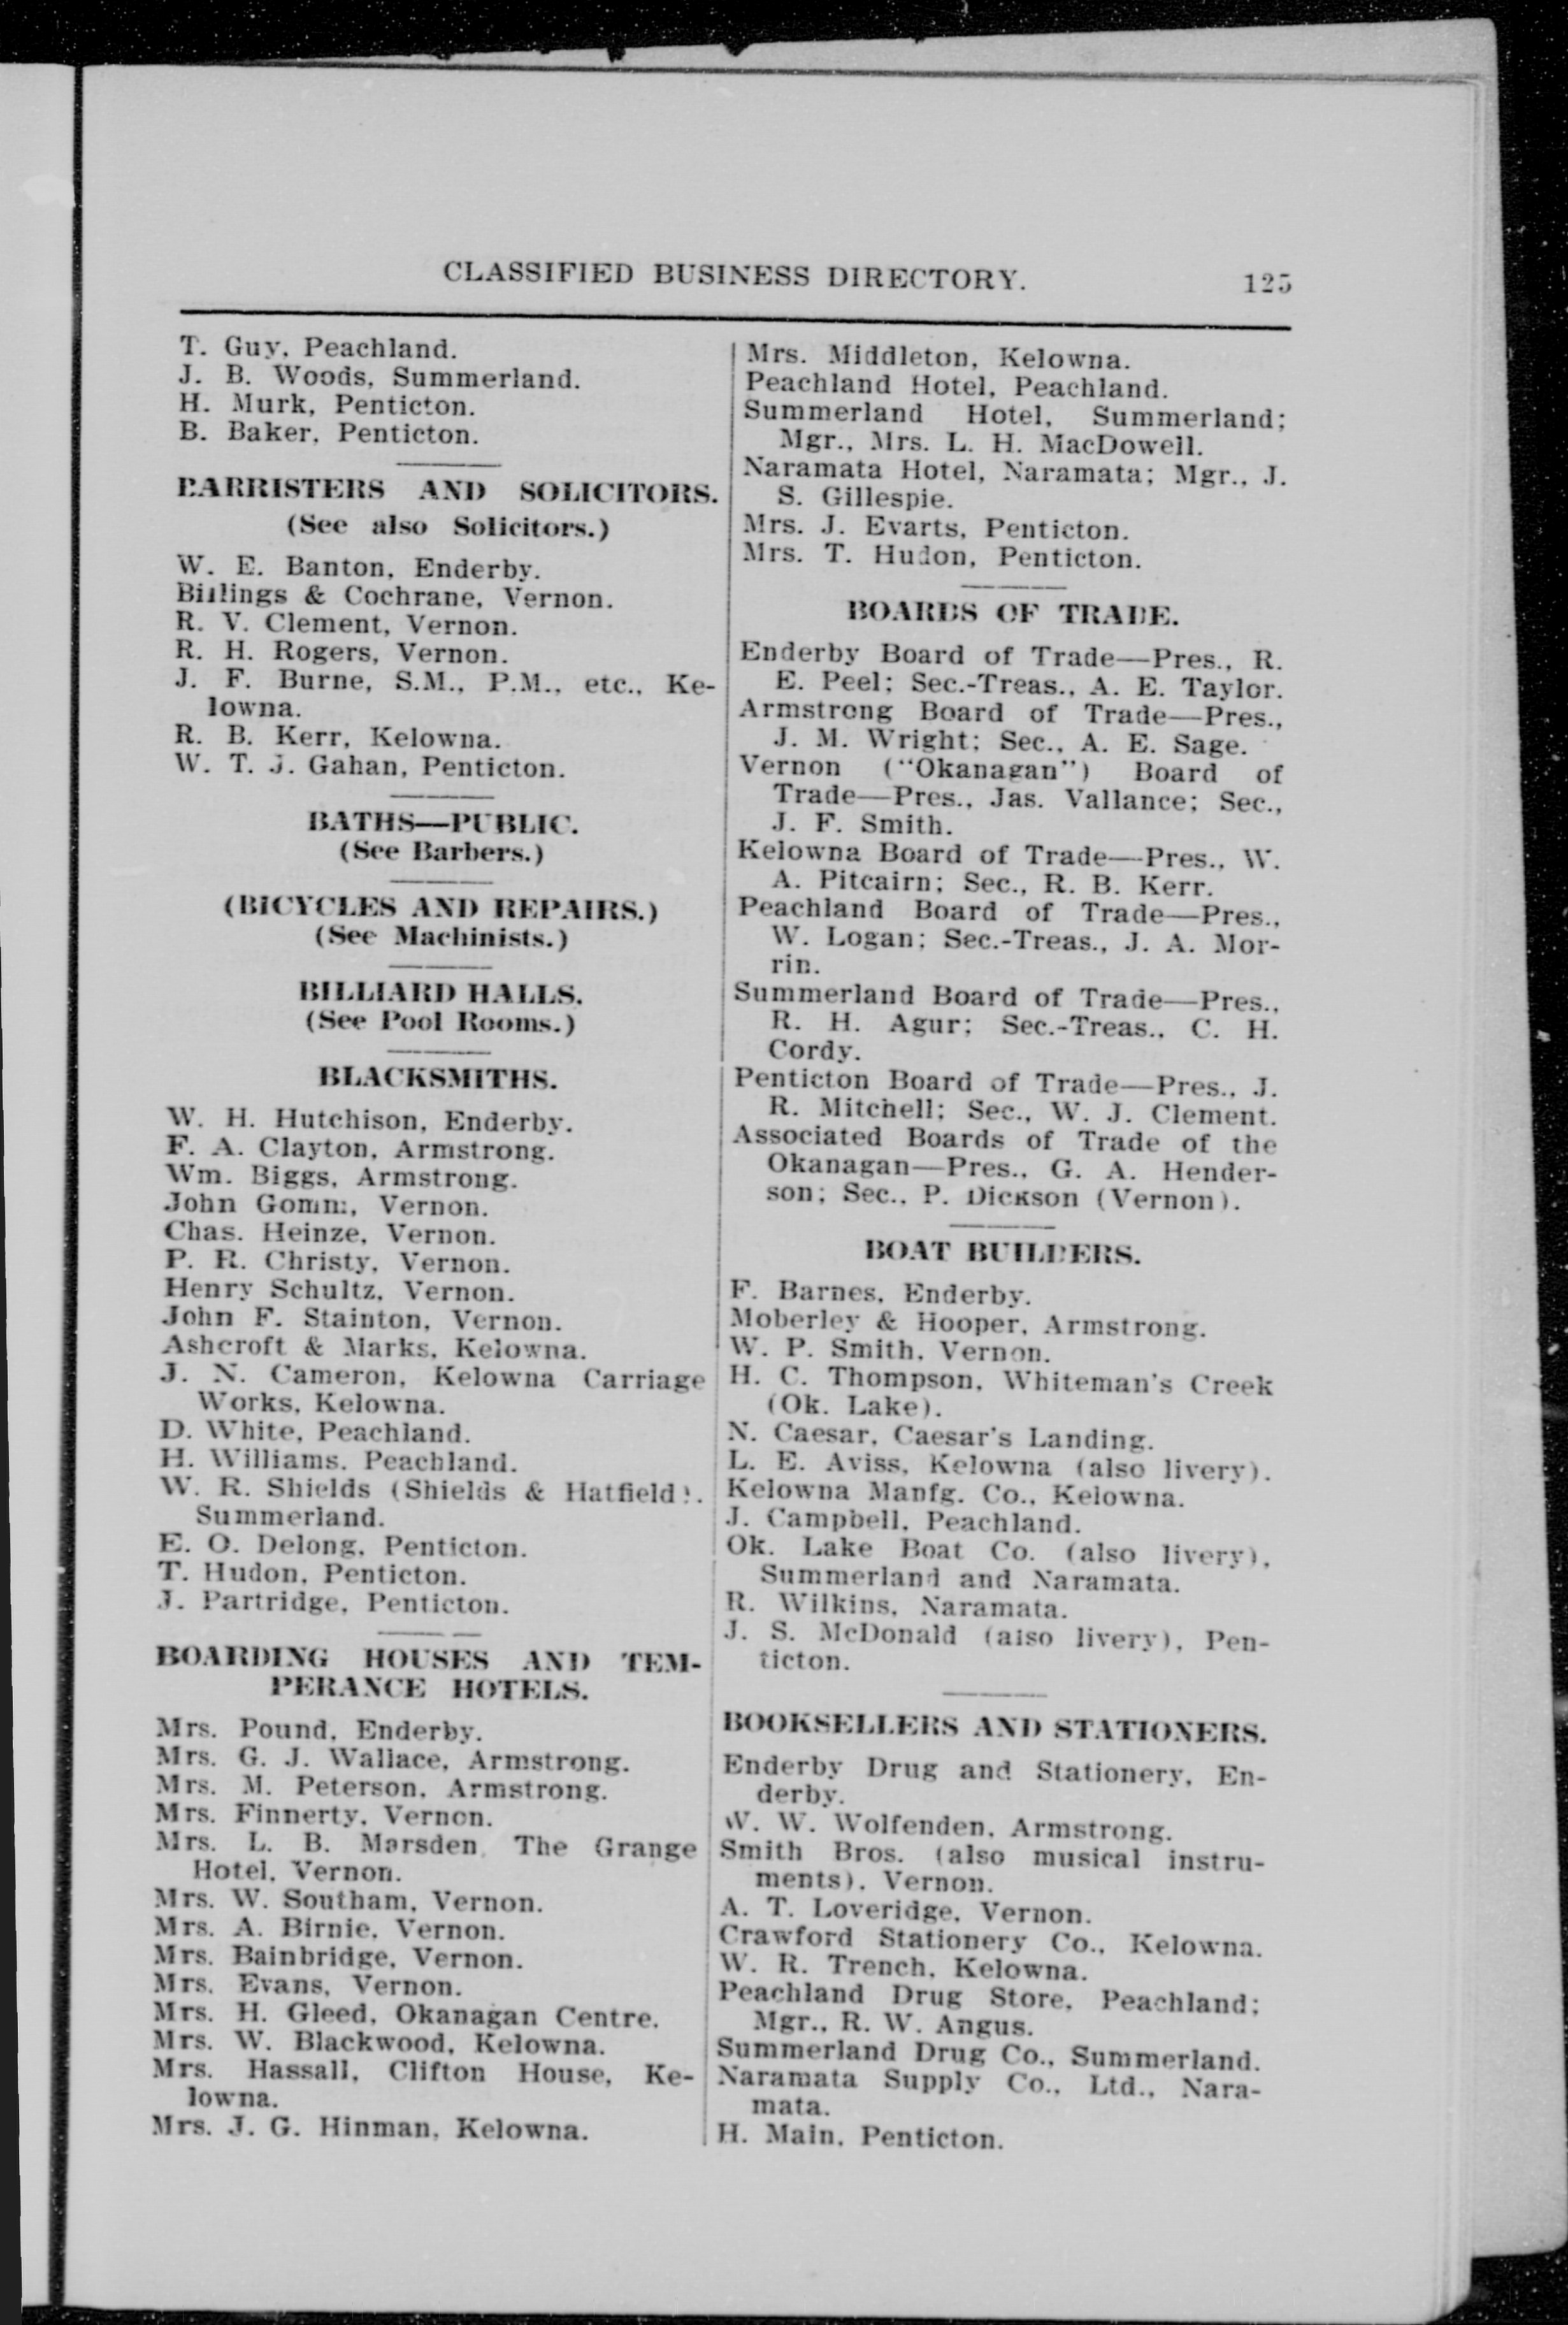 CLASSIFIED BUSINESS DIRECTORY. 125
T. Guy, Peachland.
J. B. Woods, Summerland.
H. Murk, Penticton.
B. Baker, Penticton.
BARRISTERS AND SOLICITORS.
(See also Solicitors.)
W. E. Banton, Enderby.
Billings & Cochrane, Vernon.
R. V. Clement, Vernon.
R. H. Rogers, Vernon.
J. F. Burne, S.M., P.M., etc., Ke-
lowna.
R. B. Kerr, Kelowna.
W. T. J. Gahan, Penticton.
BATHS—PUBLIC.
(See Barbers.)
(BICYCLES AND REPAIRS.)
(See Machinists.)
BILLIARD HALLS.
(See Pool Rooms.)
BLACKSMITHS.
W. H. Hutchison, Enderby.
F. A. Clayton, Armstrong.
Wm. Biggs, Armstrong.
John Gomm, Vernon.
Chas. Heinze, Vernon.
P. R. Christy, Vernon.
Henry Schultz, Vernon.
John F. Stainton, Vernon.
Ashcroft & Marks, Kelowna.
J. N. Cameron, Kelowna Carriage
Works, Kelowna.
D. White, Peachland.
H. Williams, Peachland.
W. R. Shields (Shields & Hatfield).
Summerland.
E. O. Delong, Penticton.
T. Hudon, Penticton.
J. Partridge, Penticton.
BOARDING HOUSES AND TEM-
PERANCE HOTELS.
Mrs. Pound, Enderby.
Mrs. G. J. Wallace, Armstrong.
Mrs. M. Peterson, Armstrong.
Mrs. Finnerty, Vernon.
Mrs. L. B. Marsden, The Grange
Hotel, Vernon.
Mrs. W. Southam, Vernon.
Mrs. A. Birnie, Vernon.
Mrs. Bainbridge, Vernon.
Mrs. Evans, Vernon.
Mrs. H. Gleed, Okanagan Centre.
Mrs. W. Blackwood, Kelowna.
Mrs. Hassall, Clifton House, Ke-
lowna.
Mrs. J. G. Hinman, Kelowna.
Mrs. Middleton, Kelowna.
Peachland Hotel, Peachland.
Summerland Hotel, Summerland;
Mgr., Mrs. L. H. MacDowell.
Naramata Hotel, Naramata; Mgr., J.
S. Gillespie.
Mrs. J. Evarts, Penticton.
Mrs. T. Hudon, Penticton.
BOARDS OF TRADE.
Enderby Board of Trade—Pres., R.
E. Peel; Sec.-Treas., A. E. Taylor.
Armstrong Board of Trade—Pres.,
J. M. Wright; Sec., A. E. Sage.
Vernon ("Okanagan") Board of
Trade—Pres., Jas. Vallance; Sec.,
J. F. Smith.
Kelowna Board of Trade—Pres., W.
A. Pitcairn; Sec., R. B. Kerr.
Peachland Board of Trade—Pres.,
W. Logan; Sec.-Treas., J. A. Mor-
rin.
Summerland Board of Trade—Pres.,
R. H. Agur; Sec.-Treas., C. H.
Cordy.
Penticton Board of Trade—Pres., J.
R. Mitchell; Sec., W. J. Clement.
Associated Boards of Trade of the
Okanagan—Pres., G. A. Hender-
son; Sec., P. Dickson (Vernon).
BOAT BUILDERS.
F. Barnes, Enderby.
Moberley & Hooper, Armstrong.
W. P. Smith, Vernon.
H. C. Thompson, Whiteman's Creek
(Ok. Lake).
N. Caesar, Caesar's Landing.
L. E. Aviss, Kelowna (also livery).
Kelowna Manfg. Co., Kelowna.
J. Campbell, Peachland.
Ok. Lake Boat Co. (also livery),
Summerland and Naramata.
R. Wilkins, Naramata.
J. S. McDonald (also livery), Pen-
ticton.
BOOKSELLERS AND STATIONERS.
Enderby Drug and Stationery, En-
derby.
W. W. Wolfenden, Armstrong.
Smith Bros. (also musical instru-
ments), Vernon.
A. T. Loveridge, Vernon.
Crawford Stationery Co., Kelowna.
W. R. Trench, Kelowna.
Peachland Drug Store, Peachland;
Mgr., R. W. Angus.
Summerland Drug Co., Summerland.
Naramata Supply Co., Ltd., Nara-
mata.
H. Main, Penticton.